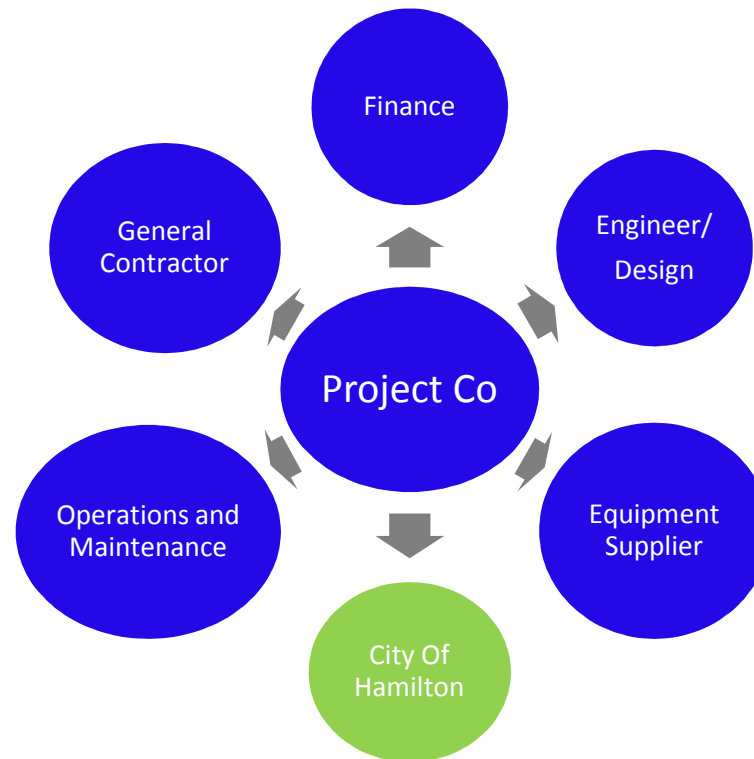 Finance
General
Contractor
Engineer/
Design
Project Co
Operations and
Maintenance
Equipment
Supplier
City Of
Hamilton